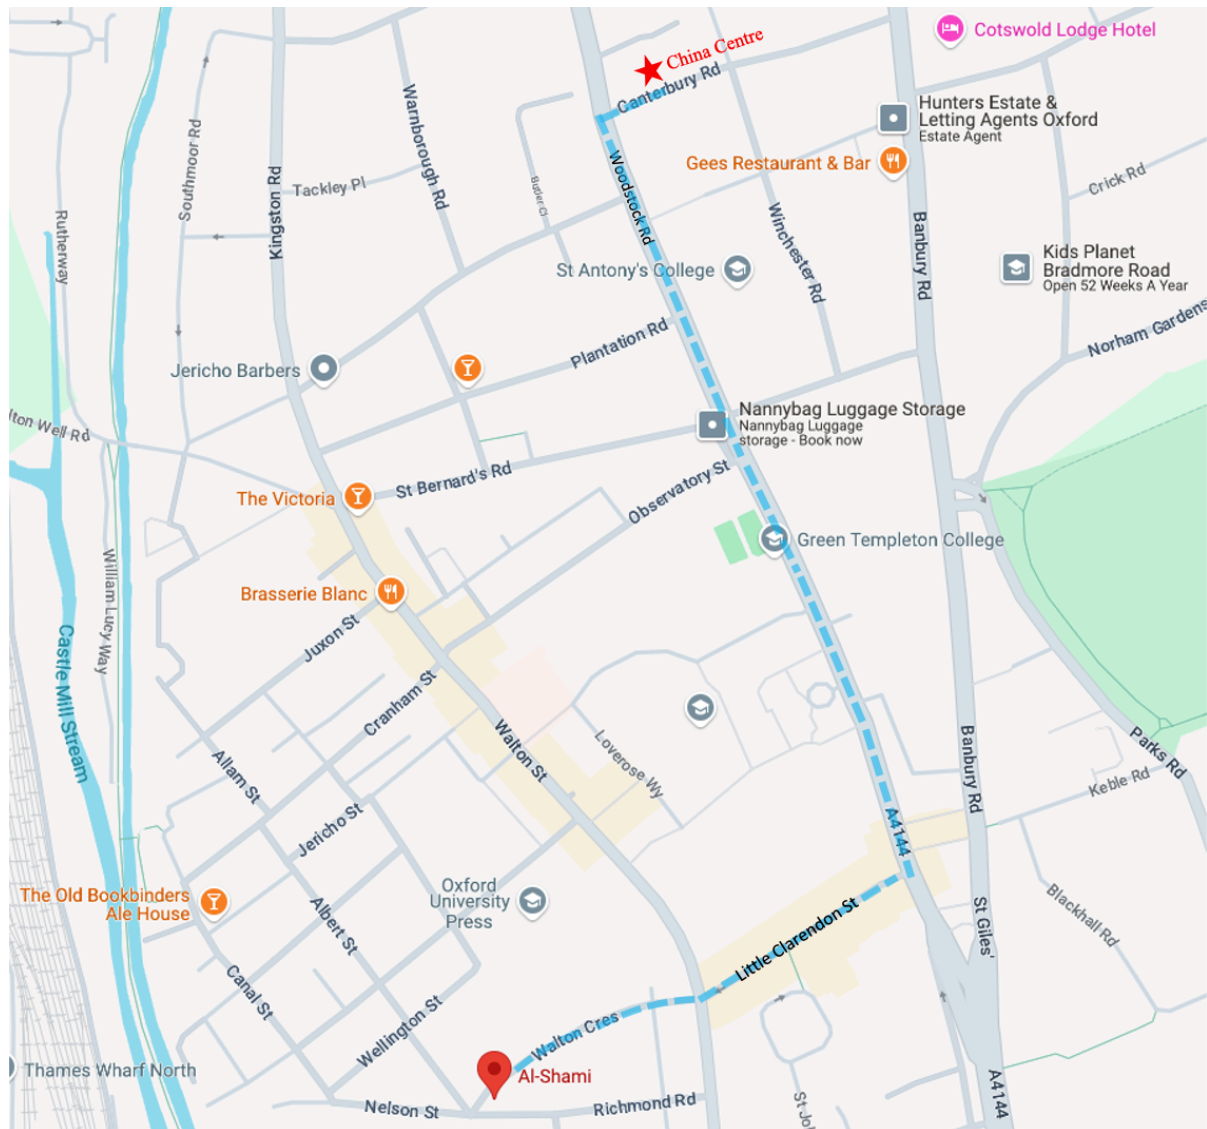 Cotswold Lodge Hotel
China Centre
Canterbury Rd
Hunters Estate &
Letting Agents Oxford
Estate Agent
Gees Restaurant & Bar
Warnborough Rd
Southmoor Rd
Kingston Rd
Tackley Pl
Butler Cl
Woodstock Rd
Winchester Rd
Crick Rd
Rutherway
Banbury Rd
St Antony's College
Kids Planet
Bradmore Road
Open 52 Weeks A Year
Norham Gardens
Plantation Rd
Jericho Barbers
Nannybag Luggage Storage
Nannybag Luggage
storage - Book now
lton Well Rd
St Bernard's Rd
Observatory St
The Victoria
Green Templeton College
William Lucy Way
Brasserie Blanc
Juxon St
Castle Mill Stream
Cranham St
Walton St
Loverose Wy
Banbury Rd
Parks Rd
Keble Rd
Allam St
Jericho St
A4144
The Old Bookbinders
Ale House
Oxford
University
Press
Albert St
Little Clarendon St
St Giles'
Blackhall Rd
Canal St
Wellington St
Walton Cres
Thames Wharf North
Al-Shami
Nelson St
Richmond Rd
St Jo
A4144